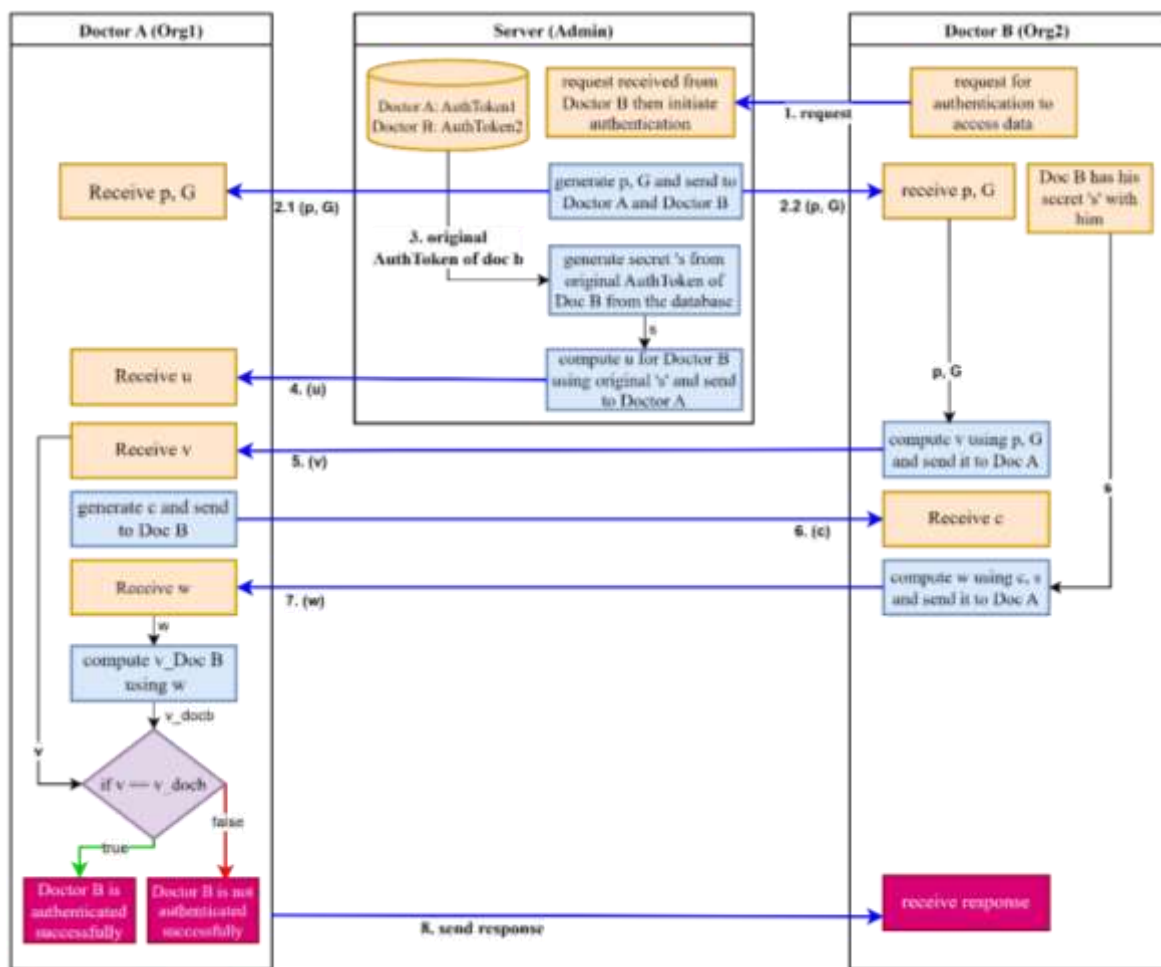 Doctor A (Org1)
Server (Admin)
Doctor B (Org2)
Doctor A: AuthToken1
Doctor B: AuthToken2
request received from
Doctor B then initiate
authentication
1. request
request for
authentication to
access data
Receive p, G
2.1 (p, G)
generate p, G and send to
Doctor A and Doctor B
2.2 (p, G)
receive p, G
Doc B has his
secret 's' with
him
3. original
AuthToken of doc b
generate secret 's from
original AuthToken of
Doc B from the database
s
Receive u
4. (u)
compute u for Doctor B
using original 's' and send
to Doctor A
p, G
Receive v
5. (v)
compute v using p, G
and send it to Doc A
s
generate c and send
to Doc B
6. (c)
Receive c
Receive w
7. (w)
compute w using c, s
and send it to Doc A
w
compute v_Doc B
using w
v_docb
v
if v == v_docb
true
false
Doctor B is
authenticated
successfully
Doctor B is not
authenticated
successfully
8. send response
receive response